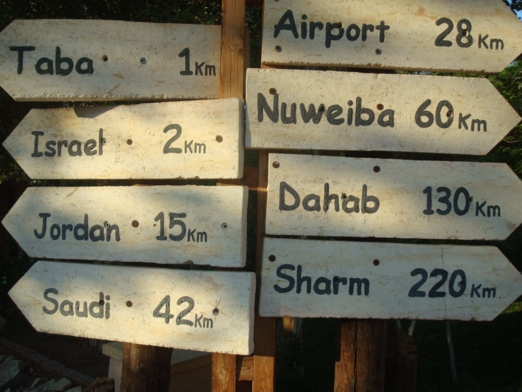 Taba 1Km
Israel 2Km
Jordan 15Km
Saudi 42Km
Airport 28Km
Nuweiba 60Km
Dahab 130Km
Sharm 220Km